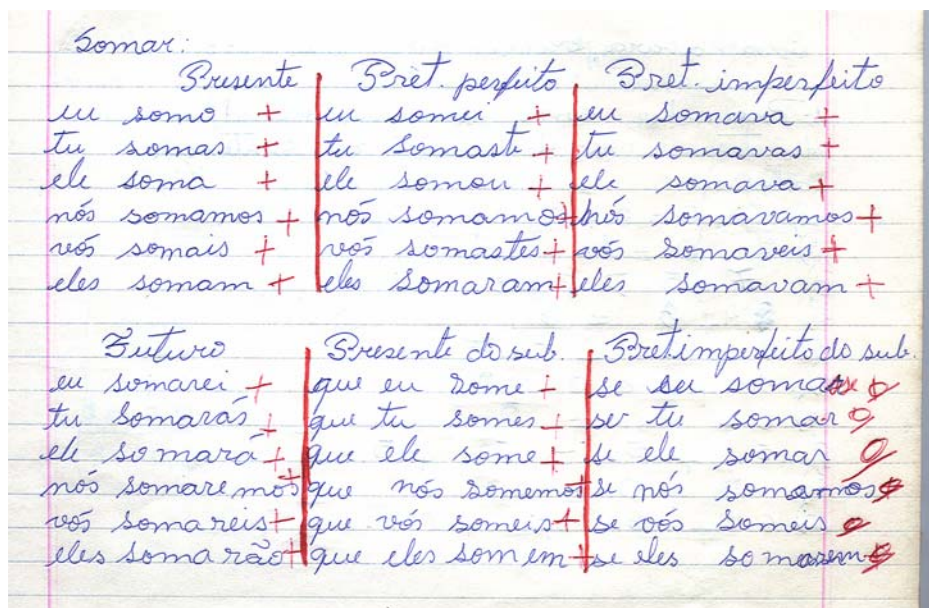 Somar:
Presente Pret. perfeito Pret. imperfeito
eu somo + eu somei + eu somava +
tu somas + tu somaste + tu somavas +
ele soma + ele somou + ele somava +
nós somamos + nós somamos + nós somavamos +
vós somais + vós somastes + vós somaveis +
eles somam + eles somaram + eles somavam +
Futuro Presente do sub. Pret imperfeito do sub.
eu somarei + que eu some + se eu
tu somarás + que tu somes + se tu somar
ele somará + que ele some + se ele somar
nós somaremos + que nós somemos + se nós somamos
vós somareis + que vós someis + se vós someis
eles somarão + que eles somem + se eles